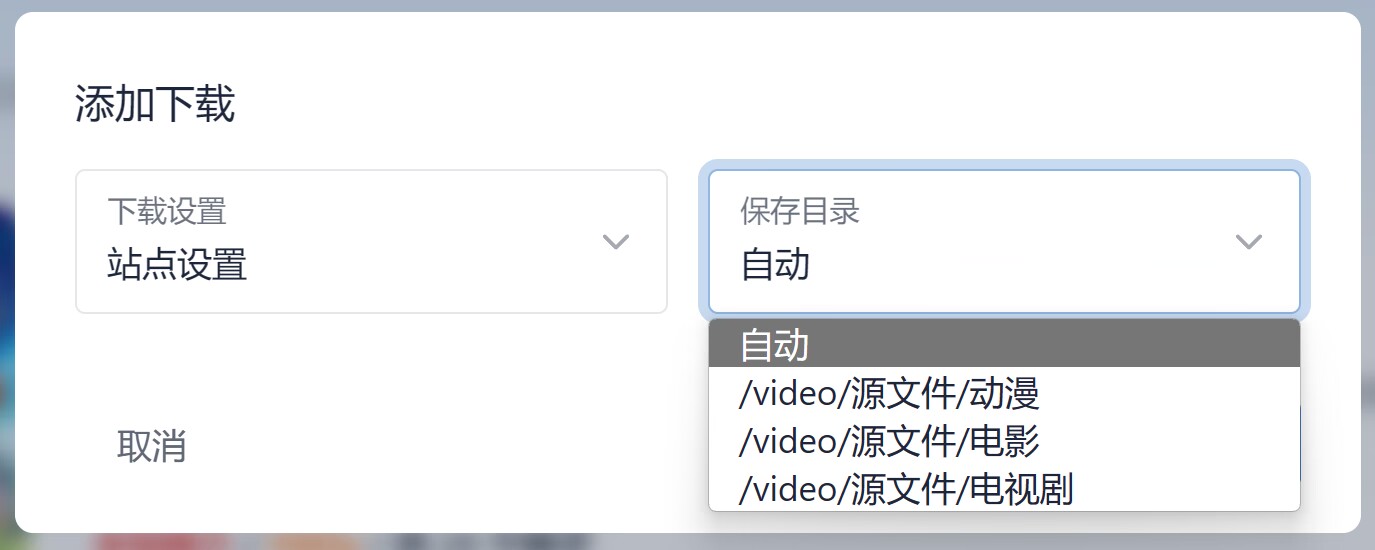 添加下载
下载设置
站点设置
保存目录
自动
自动
/video/源文件/动漫
/video/源文件/电影
/video/源文件/电视剧
取消